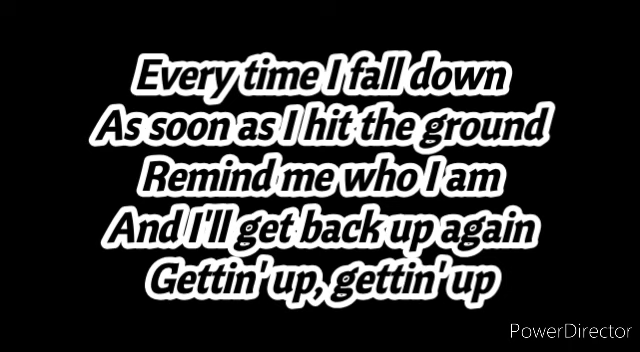 Every time I fall down
As soon as I hit the ground
Remind me who I am
And I'll get back up again
Gettin' up, gettin' up
PowerDirector